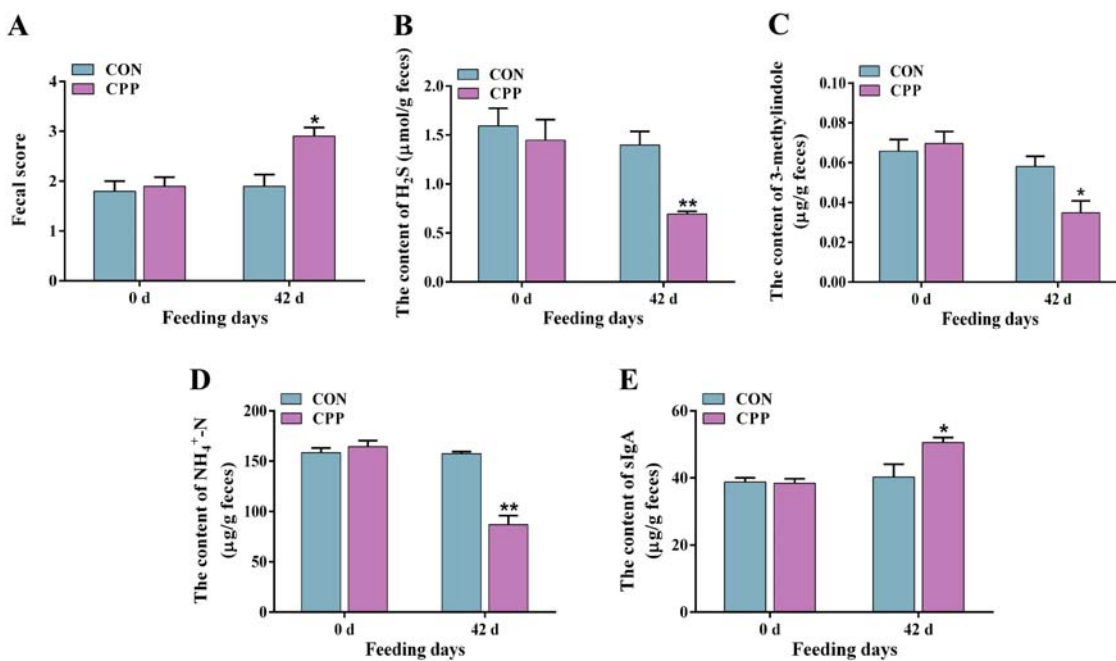 A
CON
CPP
Fecal score
4
3
2
1
0
*
0 d
42 d
Feeding days
B
CON
CPP
The content of H₂S (μmol/g feces)
2.0
1.5
1.0
0.5
0.0
**
0 d
42 d
Feeding days
C
CON
CPP
The content of 3-methylindole
(μg/g feces)
0.10
0.08
0.06
0.04
0.02
0.00
*
0 d
42 d
Feeding days
D
CON
CPP
The content of NH₄⁺-N
(μg/g feces)
200
150
100
50
0
**
0 d
42 d
Feeding days
E
CON
CPP
The content of sIgA
(μg/g feces)
60
40
20
0
*
0 d
42 d
Feeding days